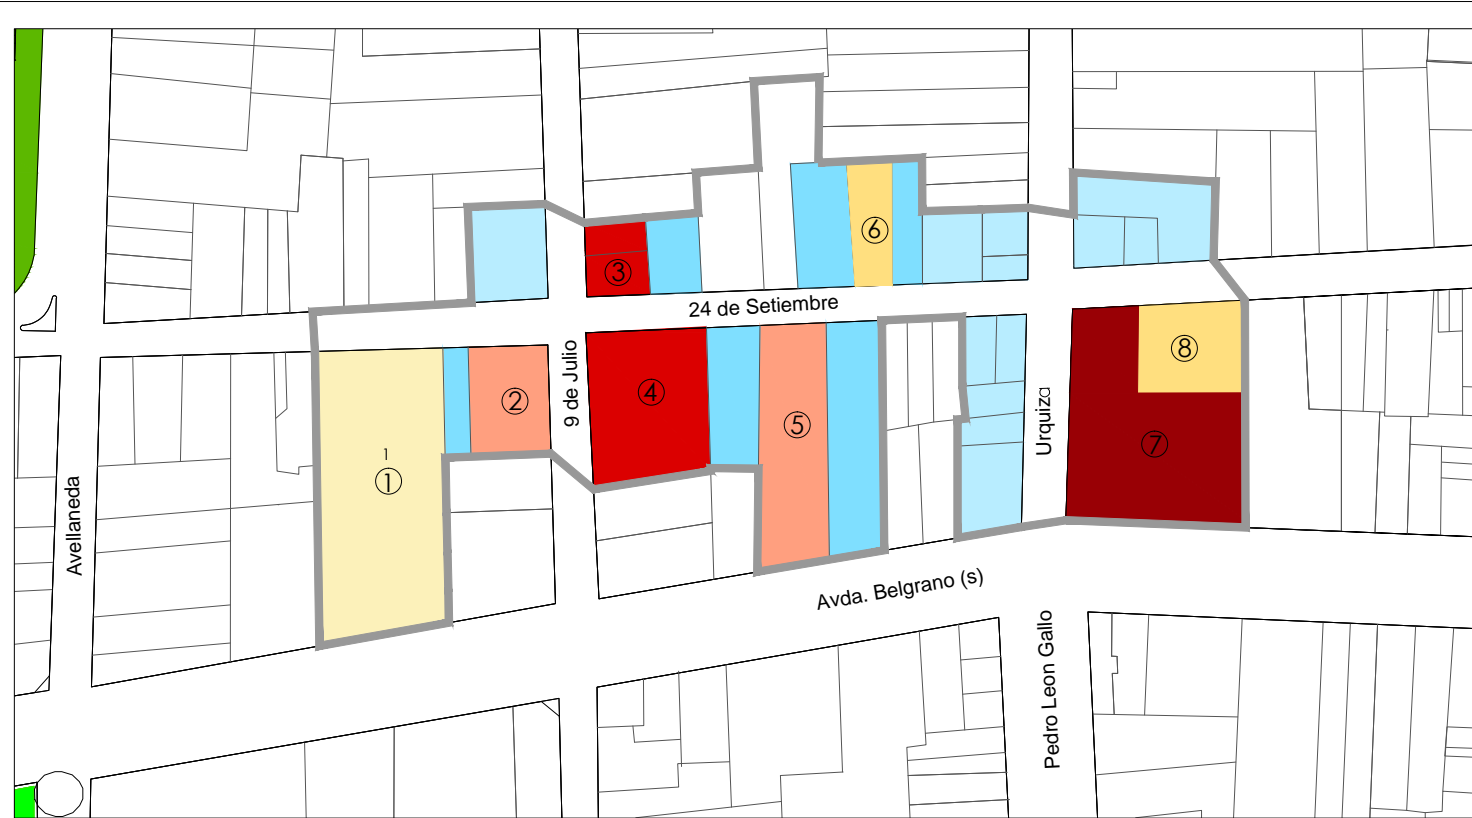 ⑥
③
24 de Setiembre
⑧
9 de Julio
④
②
Urquiza
⑤
⑦
1
①
Avellaneda
Avda. Belgrano (s)
Pedro Leon Gallo